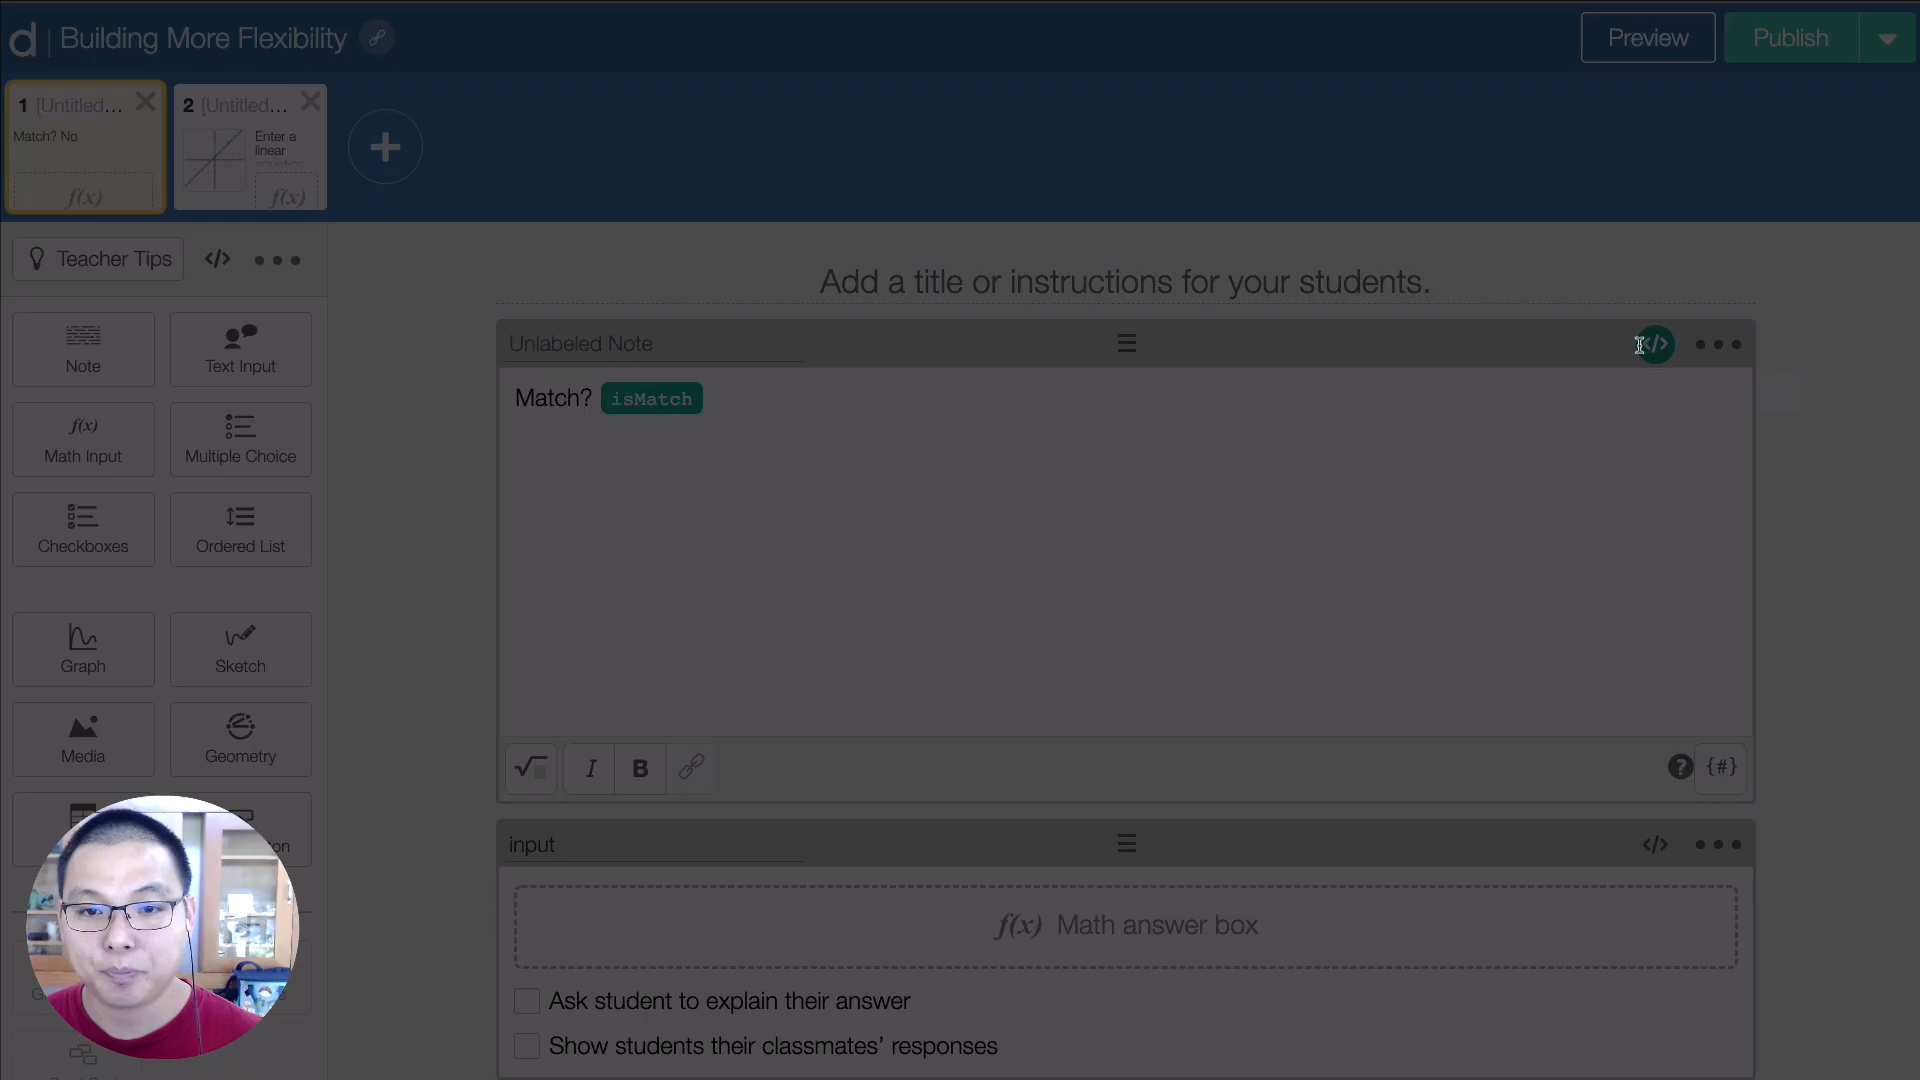 d | Building More Flexibility
Preview
Publish
1 [Untitled...
Match? No
f(x)
2 [Untitled...
Enter a
linear
equation
f(x)
Teacher Tips
</>
Note
Text Input
f(x)
Math Input
Multiple Choice
Checkboxes
Ordered List
Graph
Sketch
Media
Geometry
Add a title or instructions for your students.
Unlabeled Note
</>
Match? isMatch
√
I
B
?
{#}
input
</>
f(x) Math answer box
Ask student to explain their answer
Show students their classmates’ responses